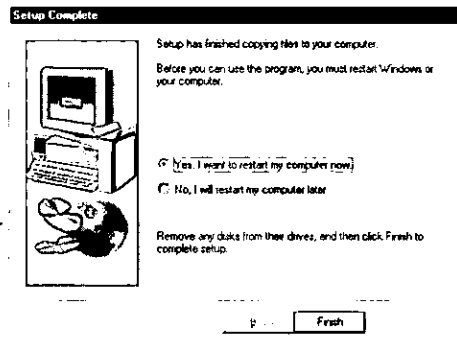 Setup Complete
Setup has finished copying files to your computer.
Before you can use the program, you must restart Windows or
your computer.
Yes, I want to restart my computer now.
No, I will restart my computer later
Remove any disks from their drives, and then click Finish to
complete setup.
Finish